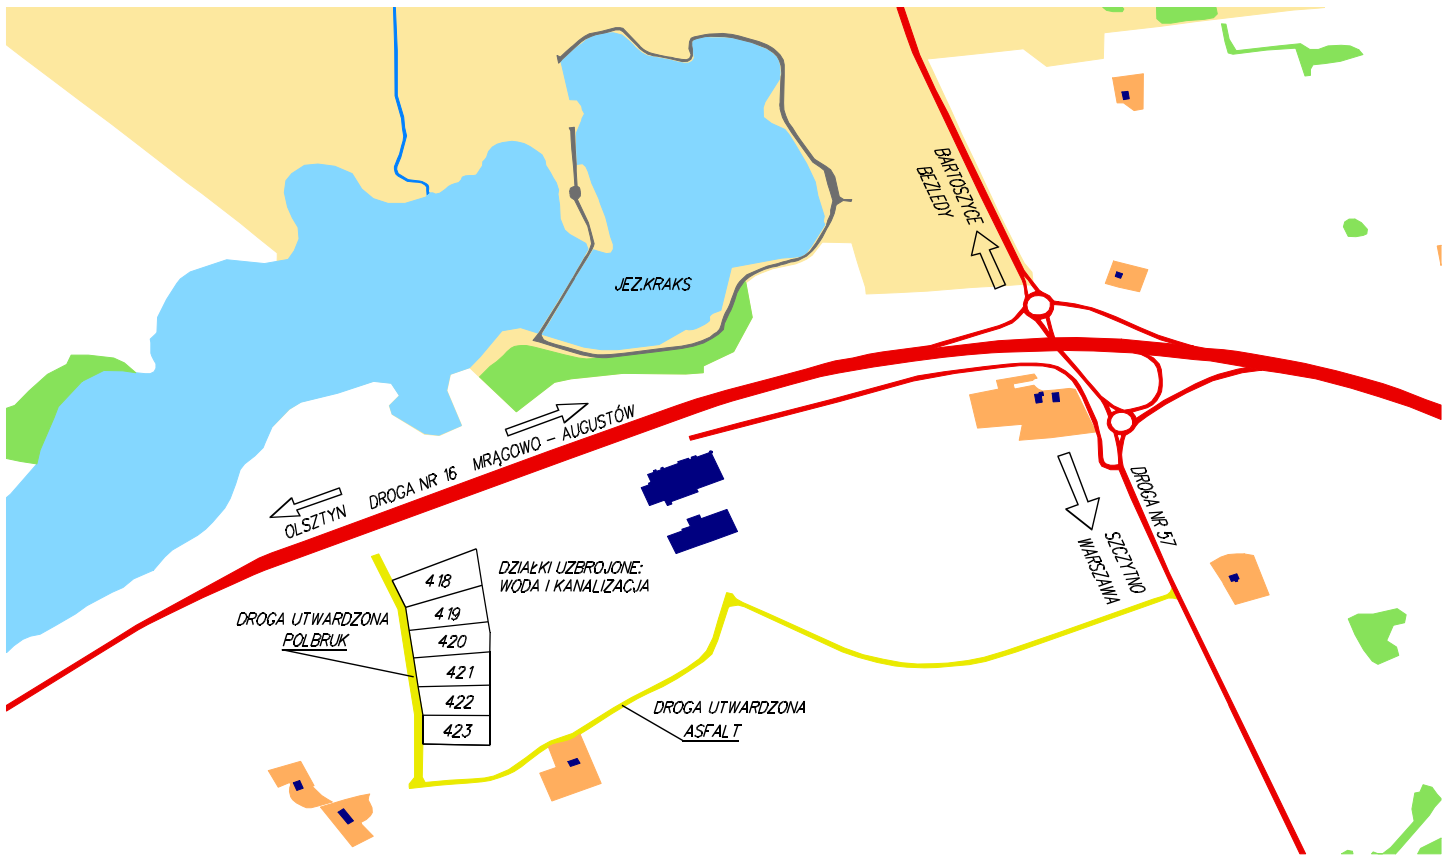 BARTOSZYCE
BEZLEDY
JEZ.KRAKS
MRĄGOWO – AUGUSTÓW
DROGA NR 16
OLSZTYN
DROGA NR 57
SZCZYTNO
WARSZAWA
DZIAŁKI UZBROJONE:
WODA I KANALIZACJA
418
419
420
421
422
423
DROGA UTWARDZONA
POLBRUK
DROGA UTWARDZONA
ASFALT